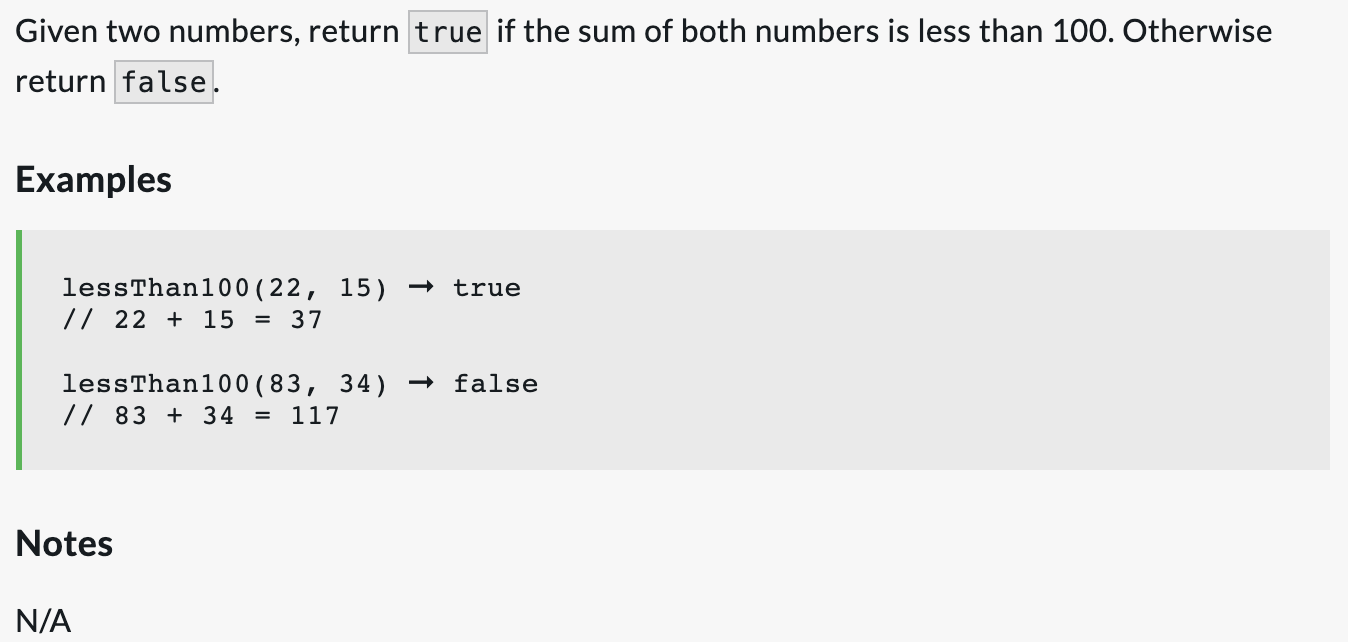 Given two numbers, return true if the sum of both numbers is less than 100. Otherwise
return false.
Examples
lessThan100(22, 15) ➞ true
// 22 + 15 = 37
lessThan100(83, 34) ➞ false
// 83 + 34 = 117
Notes
N/A